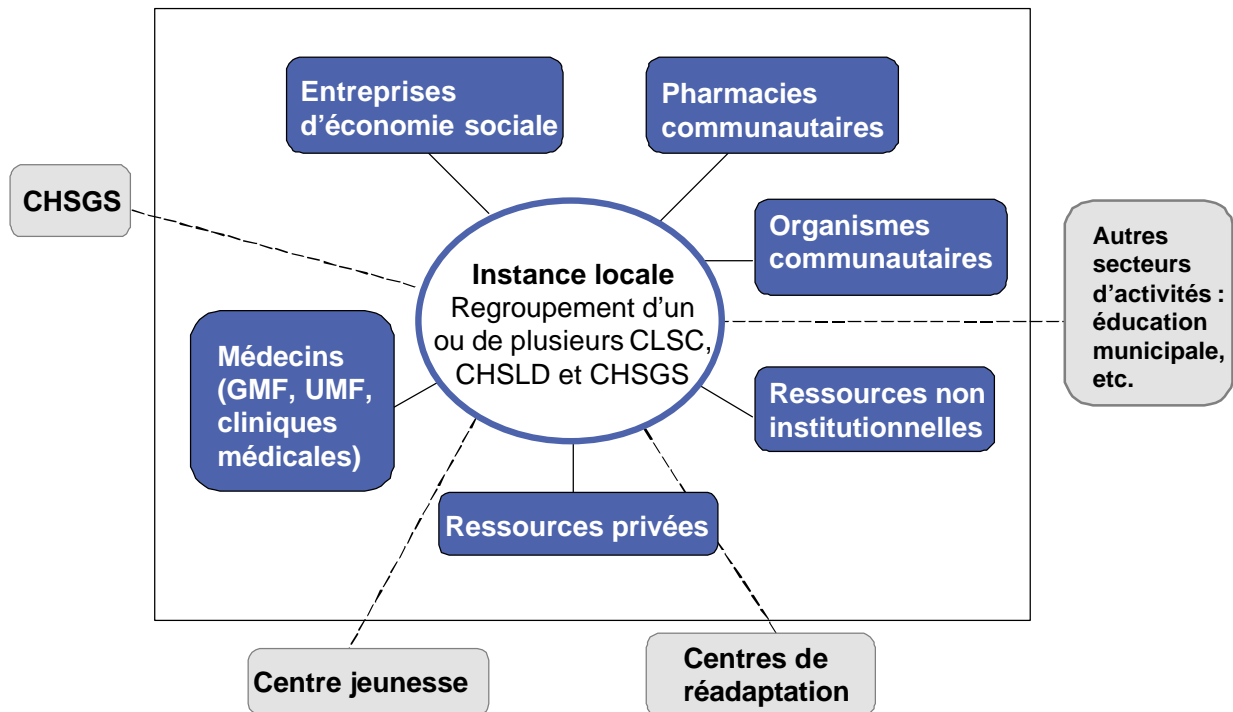 Entreprises
d'économie sociale
Pharmacies
communautaires
CHSGS
Organismes
communautaires
Autres
secteurs
d'activités :
éducation
municipale,
etc.
Instance locale
Regroupement d'un
ou de plusieurs CLSC,
CHSLD et CHSGS
Médecins
(GMF, UMF,
cliniques
médicales)
Ressources non
institutionnelles
Ressources privées
Centre jeunesse
Centres de
réadaptation